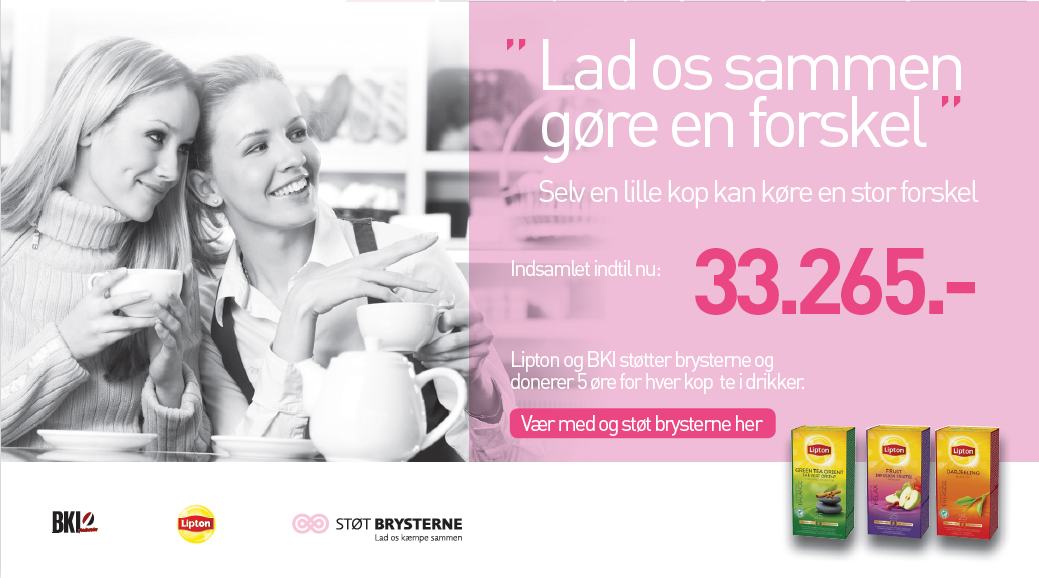 " Lad os sammen
gøre en forskel "
Selv en lille kop kan køre en stor forskel
Indsamlet indtil nu:
33.265.-
Lipton og BKI støtter brysterne og
donerer 5 øre for hver kop te i drikker.
Vær med og støt brysterne her
Lipton
GREEN TEA ORIENT
Lipton
FRUIT
INFUSION FRUITS
Lipton
DARJEELING
BKI
Lipton
STØT BRYSTERNE
Lad os kæmpe sammen